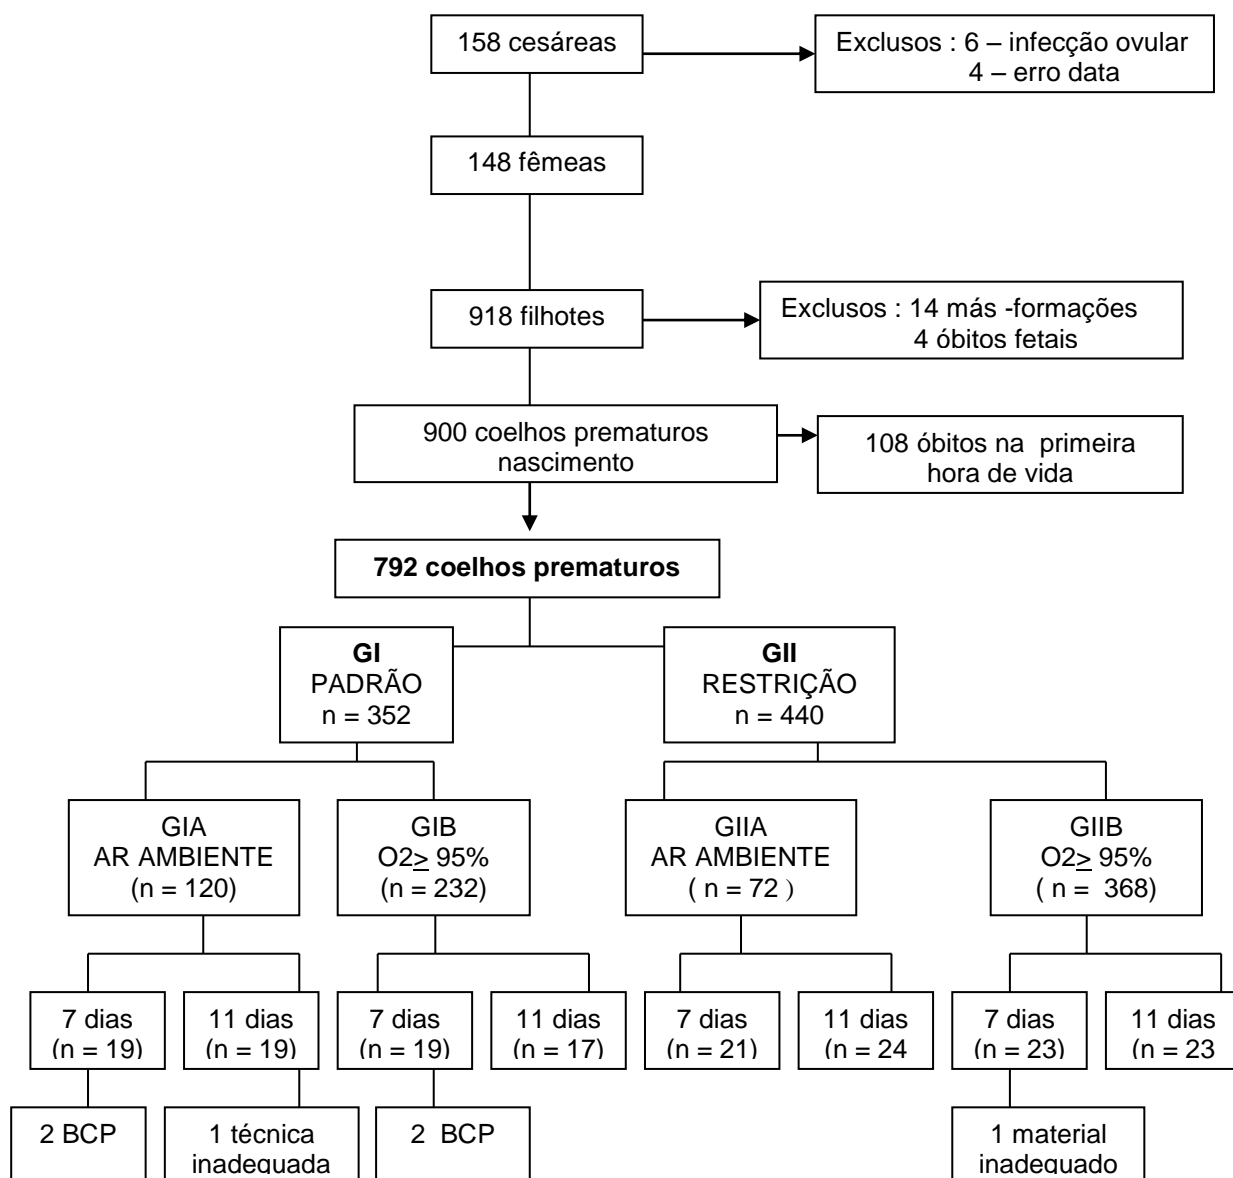 158 cesáreas
Exclusos : 6 – infecção ovular
4 – erro data
148 fêmeas
918 filhotes
Exclusos : 14 más -formações
4 óbitos fetais
900 coelhos prematuros
nascimento
108 óbitos na primeira
hora de vida
792 coelhos prematuros
GI
PADRÃO
n = 352
GII
RESTRIÇÃO
n = 440
GIA
AR AMBIENTE
(n = 120)
GIB
O2≥ 95%
(n = 232)
GIIA
AR AMBIENTE
( n = 72 )
GIIB
O2≥ 95%
( n = 368)
7 dias
(n = 19)
11 dias
(n = 19)
7 dias
(n = 19)
11 dias
(n = 17)
7 dias
(n = 21)
11 dias
(n = 24
7 dias
(n = 23)
11 dias
(n = 23
2 BCP
1 técnica
inadequada
2 BCP
1 material
inadequado